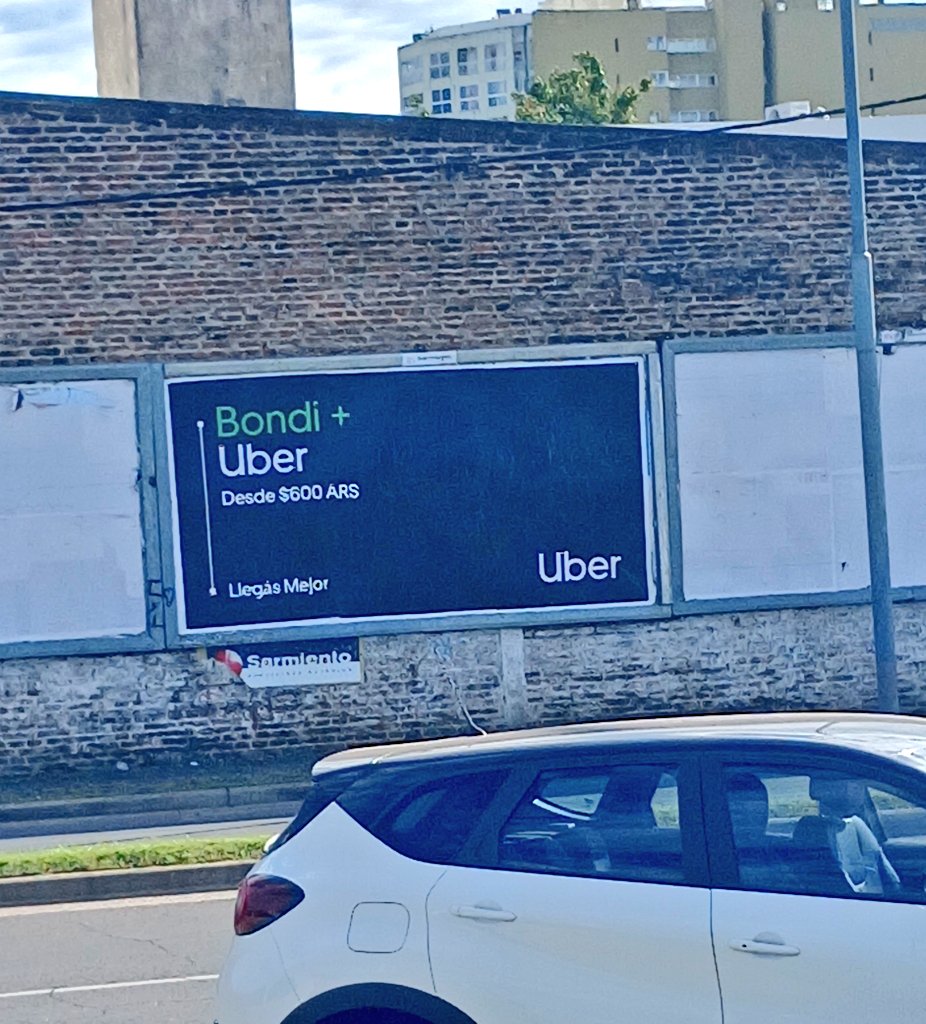 Bondi +
Uber
Desde $600 ARS
Llegás Mejor
Uber
Sarmiento